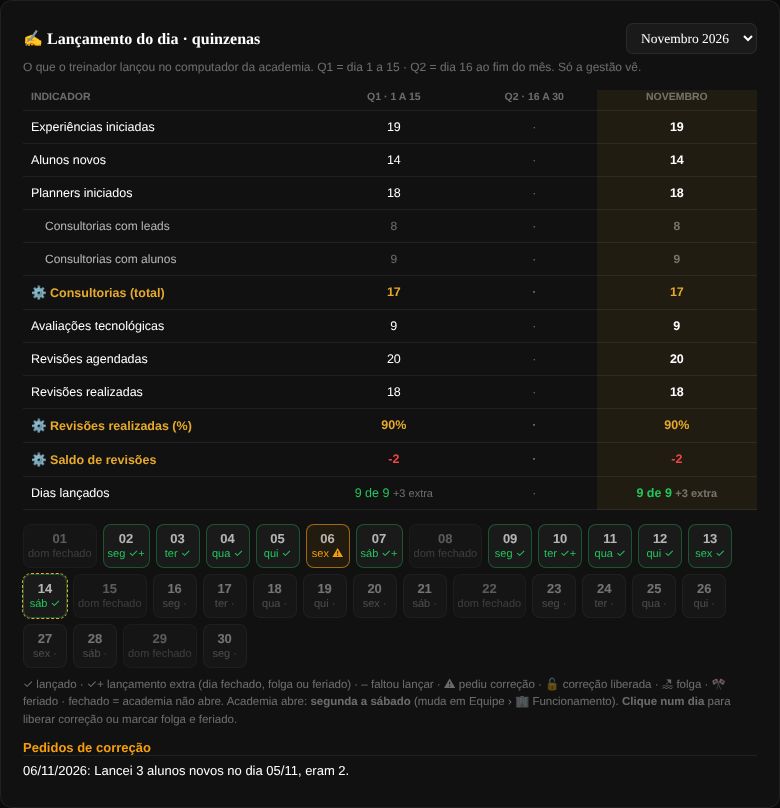 ✍️ Lançamento do dia · quinzenas
Novembro 2026
O que o treinador lançou no computador da academia. Q1 = dia 1 a 15 · Q2 = dia 16 ao fim do mês. Só a gestão vê.
INDICADOR Q1 · 1 A 15 Q2 · 16 A 30 NOVEMBRO
Experiências iniciadas 19 · 19
Alunos novos 14 · 14
Planners iniciados 18 · 18
Consultorias com leads 8 · 8
Consultorias com alunos 9 · 9
⚙️ Consultorias (total) 17 · 17
Avaliações tecnológicas 9 · 9
Revisões agendadas 20 · 20
Revisões realizadas 18 · 18
⚙️ Revisões realizadas (%) 90% · 90%
⚙️ Saldo de revisões -2 · -2
Dias lançados 9 de 9 +3 extra · 9 de 9 +3 extra
01 02 03 04 05 06 07 08 09 10 11 12 13
dom fechado seg ✓+ ter ✓ qua ✓ qui ✓ sex ⚠ sáb ✓+ dom fechado seg ✓ ter ✓+ qua ✓ qui ✓ sex ✓
14 15 16 17 18 19 20 21 22 23 24 25 26
sáb ✓ dom fechado seg · ter · qua · qui · sex · sáb · dom fechado seg · ter · qua · qui ·
27 28 29 30
sex · sáb · dom fechado seg ·
✓ lançado · ✓+ lançamento extra (dia fechado, folga ou feriado) · – faltou lançar · ⚠ pediu correção · 🔓 correção liberada · 🏖 folga · 🎌
feriado · fechado = academia não abre. Academia abre: segunda a sábado (muda em Equipe › 🏢 Funcionamento). Clique num dia para
liberar correção ou marcar folga e feriado.
Pedidos de correção
06/11/2026: Lancei 3 alunos novos no dia 05/11, eram 2.